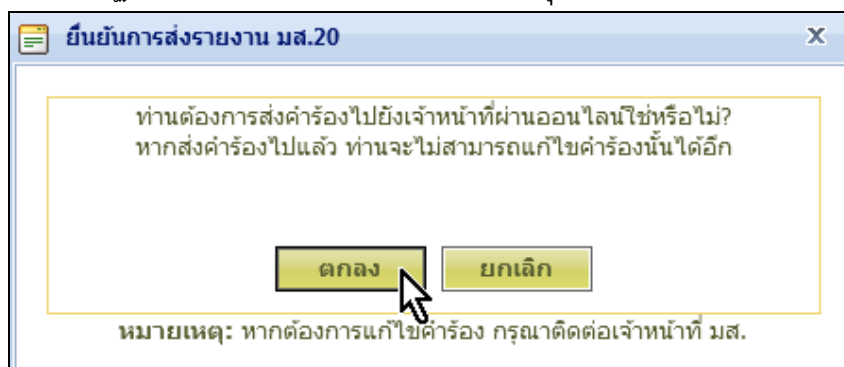 ยืนยันการส่งรายงาน มส.20
ท่านต้องการส่งคำร้องไปยังเจ้าหน้าที่ผ่านออนไลน์ใช่หรือไม่?
หากส่งคำร้องไปแล้ว ท่านจะไม่สามารถแก้ไขคำร้องนั้นได้อีก
ตกลง ยกเลิก
หมายเหตุ: หากต้องการแก้ไขคำร้อง กรุณาติดต่อเจ้าหน้าที่ มส.